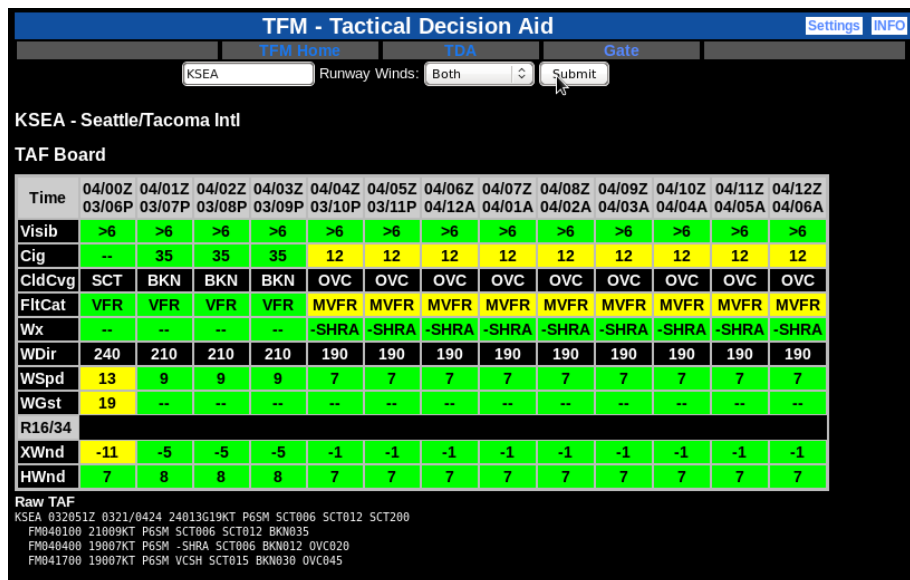 TFM - Tactical Decision Aid Settings INFO
TFM Home TDA Gate
KSEA Runway Winds: Both Submit
KSEA - Seattle/Tacoma Intl
TAF Board
Time 04/00Z 04/01Z 04/02Z 04/03Z 04/04Z 04/05Z 04/06Z 04/07Z 04/08Z 04/09Z 04/10Z 04/11Z 04/12Z
03/06P 03/07P 03/08P 03/09P 03/10P 03/11P 04/12A 04/01A 04/02A 04/03A 04/04A 04/05A 04/06A
Visib >6 >6 >6 >6 >6 >6 >6 >6 >6 >6 >6 >6 >6
Cig -- 35 35 35 12 12 12 12 12 12 12 12 12
CldCvg SCT BKN BKN BKN OVC OVC OVC OVC OVC OVC OVC OVC OVC
FltCat VFR VFR VFR VFR MVFR MVFR MVFR MVFR MVFR MVFR MVFR MVFR MVFR
Wx -- -- -- -- -SHRA -SHRA -SHRA -SHRA -SHRA -SHRA -SHRA -SHRA -SHRA
WDir 240 210 210 210 190 190 190 190 190 190 190 190 190
WSpd 13 9 9 9 7 7 7 7 7 7 7 7 7
WGst 19 -- -- -- -- -- -- -- -- -- -- -- --
R16/34
XWnd -11 -5 -5 -5 -1 -1 -1 -1 -1 -1 -1 -1 -1
HWnd 7 8 8 8 7 7 7 7 7 7 7 7 7
Raw TAF
KSEA 032051Z 0321/0424 24013G19KT P6SM SCT006 SCT012 SCT200
FM040100 21009KT P6SM SCT006 SCT012 BKN035
FM040400 19007KT P6SM -SHRA SCT006 BKN012 OVC020
FM041700 19007KT P6SM VCSH SCT015 BKN030 OVC045